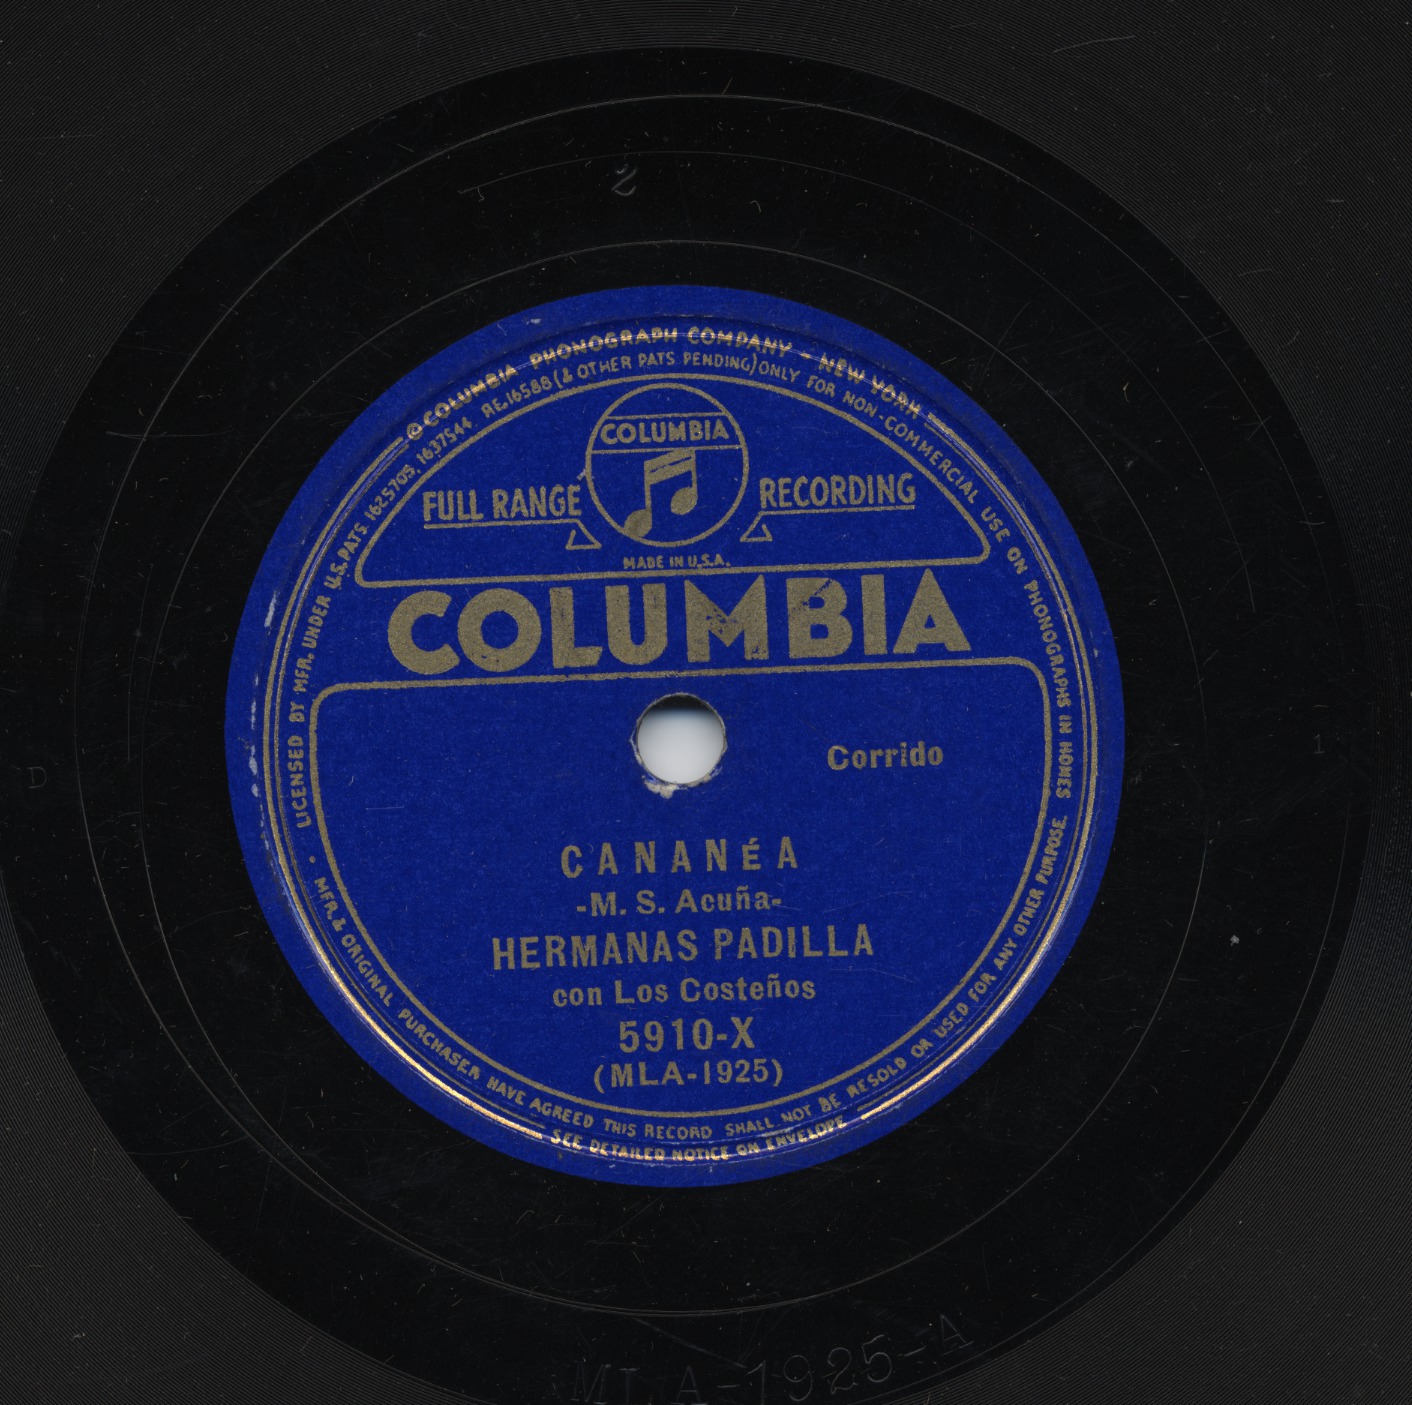 ℗ COLUMBIA PHONOGRAPH COMPANY - NEW YORK
LICENSED BY MFR. UNDER U.S. PATS. 1625705, 1637544 RE.16588 (& OTHER PATS PENDING) ONLY FOR NON-COMMERCIAL USE ON PHONOGRAPHS IN HOMES
COLUMBIA
FULL RANGE RECORDING
MADE IN U.S.A.
COLUMBIA
Corrido
CANANÉA
-M. S. Acuña-
HERMANAS PADILLA
con Los Costeños
5910-X
(MLA-1925)
• MFR. & ORIGINAL PURCHASER HAVE AGREED THIS RECORD SHALL NOT BE RESOLD OR USED FOR ANY OTHER PURPOSE.
SEE DETAILED NOTICE ON ENVELOPE
2
D
1
MLA-1925-A